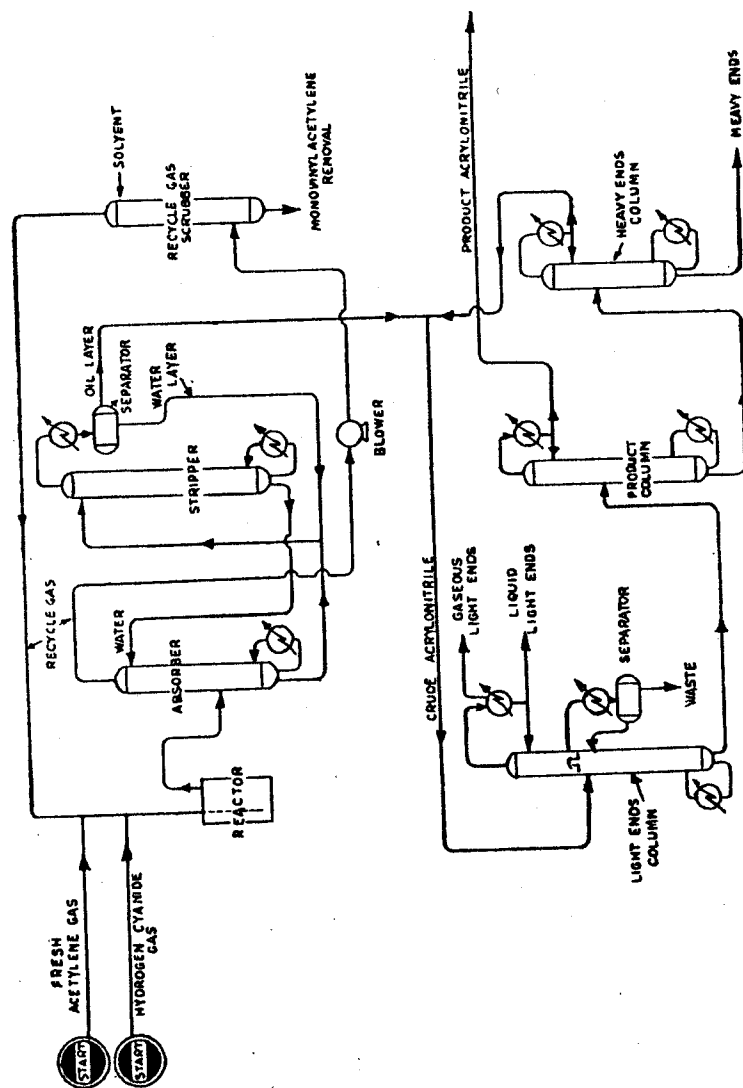 START
START
FRESH
ACETYLENE GAS
HYDROGEN CYANIDE
GAS
REACTOR
RECYCLE GAS
WATER
ABSORBER
STRIPPER
OIL LAYER
SEPARATOR
WATER
LAYER
BLOWER
SOLVENT
RECYCLE GAS
SCRUBBER
MONOVINYLACETYLENE
REMOVAL
CRUDE ACRYLONITRILE
GASEOUS
LIGHT ENDS
LIQUID
LIGHT ENDS
SEPARATOR
WASTE
LIGHT ENDS
COLUMN
PRODUCT
COLUMN
PRODUCT ACRYLONITRILE
HEAVY ENDS
COLUMN
HEAVY ENDS